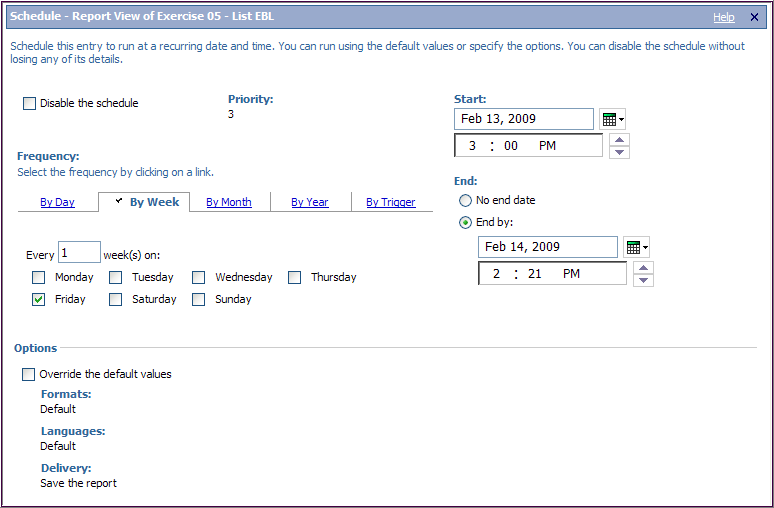 Schedule - Report View of Exercise 05 - List EBL
Help
Schedule this entry to run at a recurring date and time. You can run using the default values or specify the options. You can disable the schedule without
losing any of its details.
Disable the schedule
Priority:
3
Start:
Feb 13, 2009
3 : 00 PM
Frequency:
Select the frequency by clicking on a link.
By Day By Week By Month By Year By Trigger
End:
No end date
End by:
Feb 14, 2009
2 : 21 PM
Every 1 week(s) on:
Monday Tuesday Wednesday Thursday
Friday Saturday Sunday
Options
Override the default values
Formats:
Default
Languages:
Default
Delivery:
Save the report